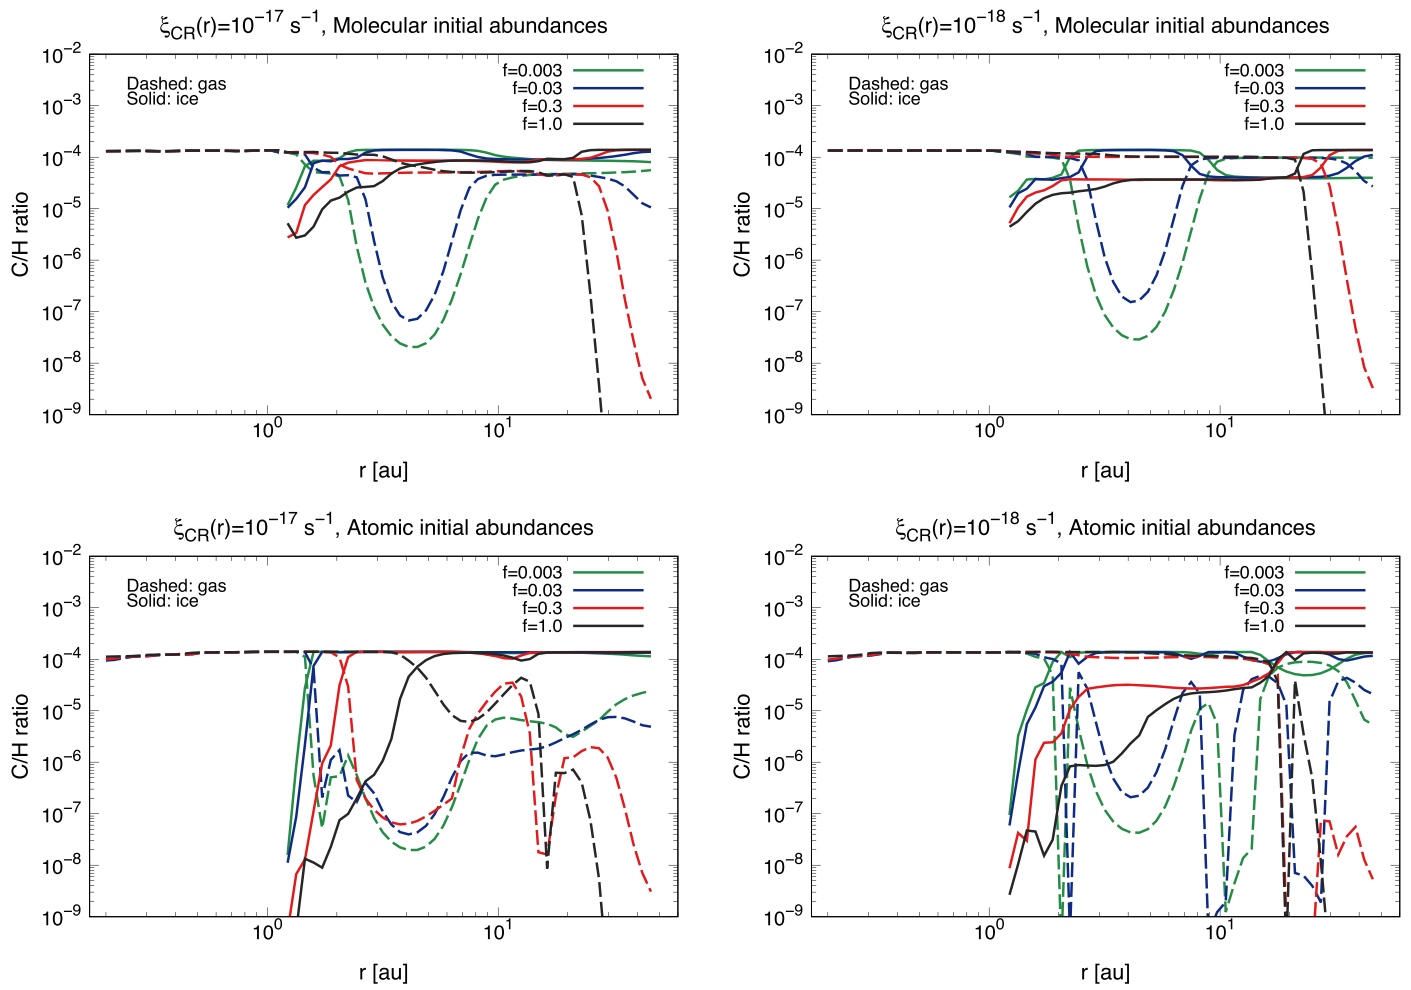 ξCR(r)=10⁻¹⁷ s⁻¹, Molecular initial abundances
10⁻²
10⁻³
10⁻⁴
10⁻⁵
10⁻⁶
10⁻⁷
10⁻⁸
10⁻⁹
C/H ratio
Dashed: gas
Solid: ice
f=0.003
f=0.03
f=0.3
f=1.0
10⁰ 10¹
r [au]
ξCR(r)=10⁻¹⁸ s⁻¹, Molecular initial abundances
10⁻²
10⁻³
10⁻⁴
10⁻⁵
10⁻⁶
10⁻⁷
10⁻⁸
10⁻⁹
C/H ratio
Dashed: gas
Solid: ice
f=0.003
f=0.03
f=0.3
f=1.0
10⁰ 10¹
r [au]
ξCR(r)=10⁻¹⁷ s⁻¹, Atomic initial abundances
10⁻²
10⁻³
10⁻⁴
10⁻⁵
10⁻⁶
10⁻⁷
10⁻⁸
10⁻⁹
C/H ratio
Dashed: gas
Solid: ice
f=0.003
f=0.03
f=0.3
f=1.0
10⁰ 10¹
r [au]
ξCR(r)=10⁻¹⁸ s⁻¹, Atomic initial abundances
10⁻²
10⁻³
10⁻⁴
10⁻⁵
10⁻⁶
10⁻⁷
10⁻⁸
10⁻⁹
C/H ratio
Dashed: gas
Solid: ice
f=0.003
f=0.03
f=0.3
f=1.0
10⁰ 10¹
r [au]